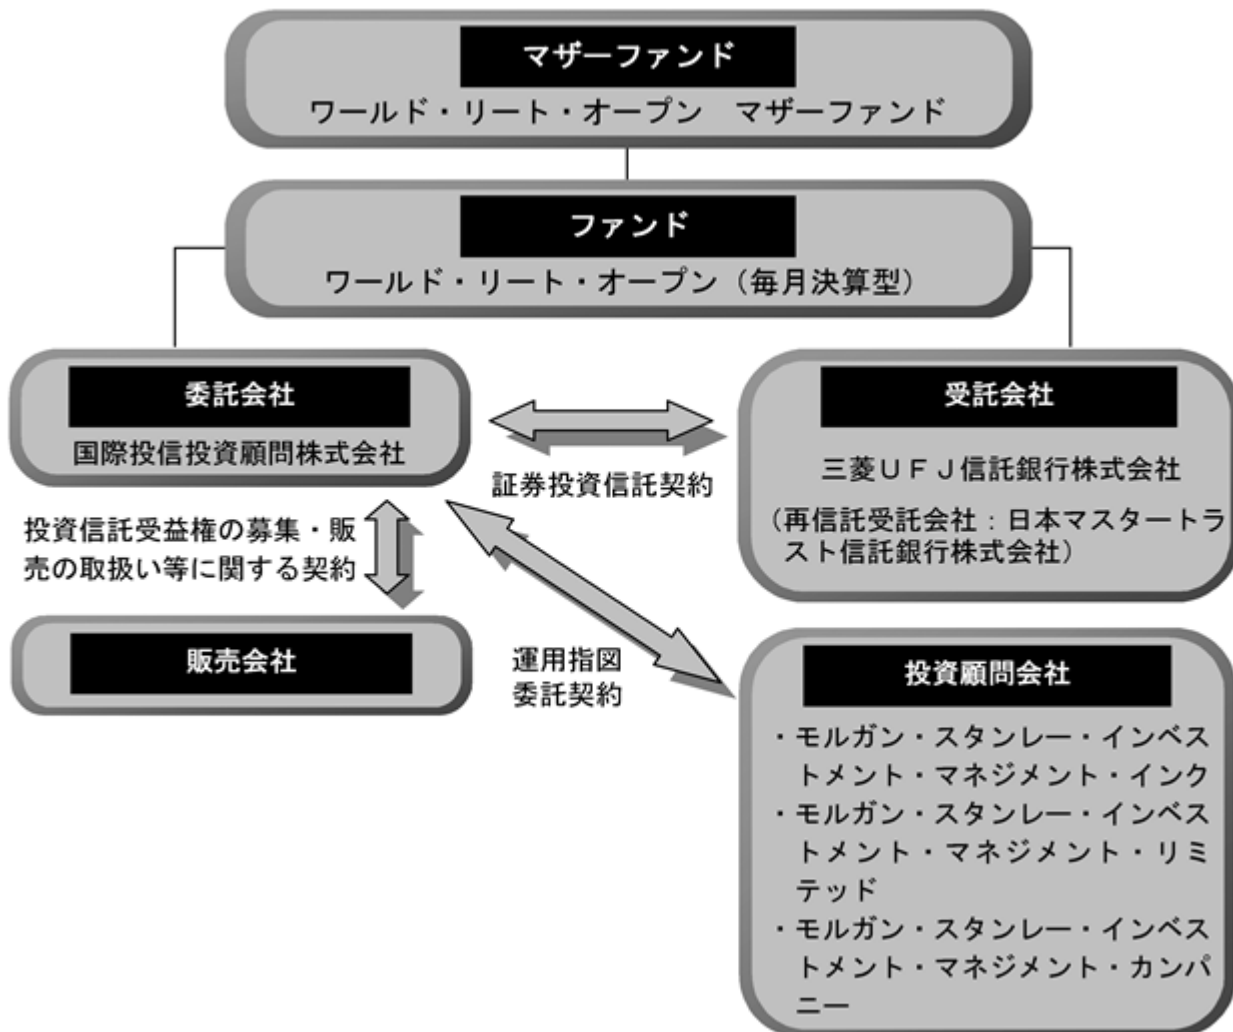 マザーファンド
ワールド・リート・オープン　マザーファンド
ファンド
ワールド・リート・オープン（毎月決算型）
委託会社
国際投信投資顧問株式会社
証券投資信託契約
受託会社
三菱ＵＦＪ信託銀行株式会社
（再信託受託会社：日本マスタートラ
スト信託銀行株式会社）
投資信託受益権の募集・販
売の取扱い等に関する契約
販売会社
運用指図
委託契約
投資顧問会社
・モルガン・スタンレー・インベス
トメント・マネジメント・インク
・モルガン・スタンレー・インベス
トメント・マネジメント・リミ
テッド
・モルガン・スタンレー・インベス
トメント・マネジメント・カンパ
ニー